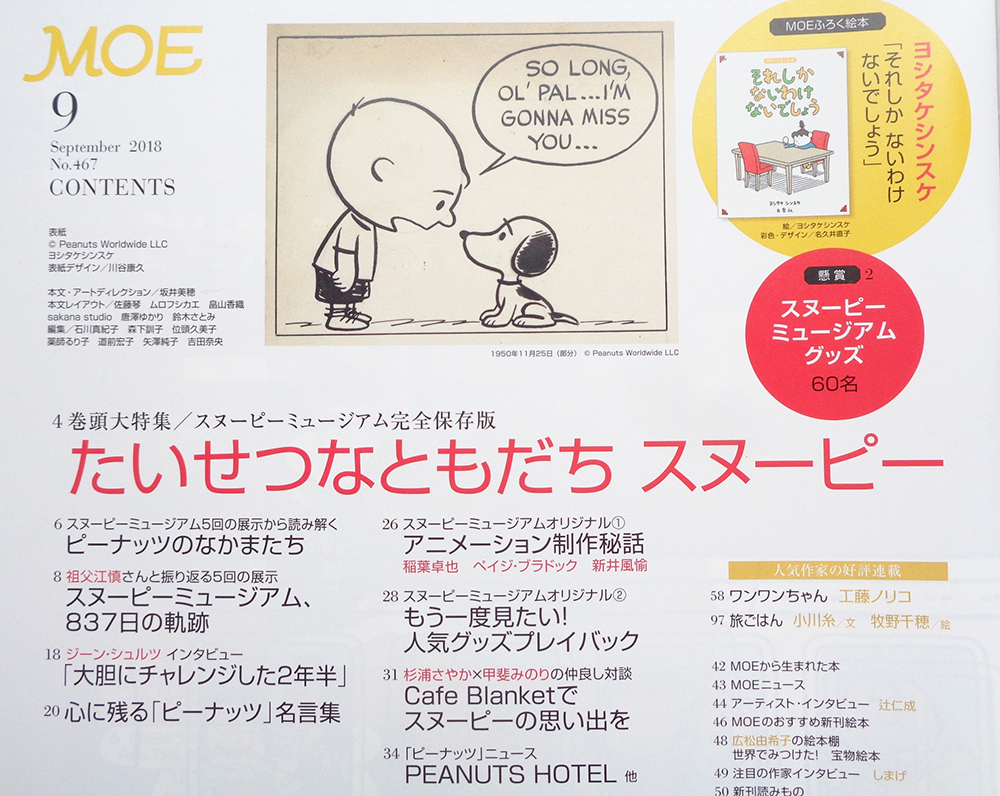 MOE
9
September 2018
No.467
CONTENTS
表紙
© Peanuts Worldwide LLC
ヨシタケシンスケ
表紙デザイン／川谷康久
本文・アートディレクション／坂井美穂
本文レイアウト／佐藤琴 ムロフシカエ 畠山香織
sakana studio 唐澤ゆかり 鈴木さとみ
編集／石川真紀子 森下訓子 位頭久美子
薬師るり子 道前宏子 矢澤純子 吉田奈央
SO LONG,
OL' PAL...I'M
GONNA MISS
YOU...
1950年11月25日（部分） © Peanuts Worldwide LLC
MOEふろく絵本
ヨシタケシンスケ
「それしか ないわけ
ないでしょう」
それしか
ないわけ
ないでしょう
ヨシタケ シンスケ
絵／ヨシタケシンスケ
彩色・デザイン／名久井直子
懸賞 2
スヌーピー
ミュージアム
グッズ
60名
4 巻頭大特集／スヌーピーミュージアム完全保存版
たいせつなともだち スヌーピー
6 スヌーピーミュージアム5回の展示から読み解く
ピーナッツのなかまたち
8 祖父江慎さんと振り返る5回の展示
スヌーピーミュージアム、
837日の軌跡
18 ジーン・シュルツ インタビュー
「大胆にチャレンジした2年半」
20 心に残る「ピーナッツ」名言集
26 スヌーピーミュージアムオリジナル①
アニメーション制作秘話
稲葉卓也 ペイジ・ブラドック 新井風愉
28 スヌーピーミュージアムオリジナル②
もう一度見たい!
人気グッズプレイバック
31 杉浦さやか×甲斐みのりの仲良し対談
Cafe Blanketで
スヌーピーの思い出を
34 「ピーナッツ」ニュース
PEANUTS HOTEL 他
人気作家の好評連載
58 ワンワンちゃん 工藤ノリコ
97 旅ごはん 小川糸／文 牧野千穂／絵
42 MOEから生まれた本
43 MOEニュース
44 アーティスト・インタビュー 辻仁成
46 MOEのおすすめ新刊絵本
48 広松由希子の絵本棚
世界でみつけた! 宝物絵本
49 注目の作家インタビュー しまげ
50 新刊読みもの